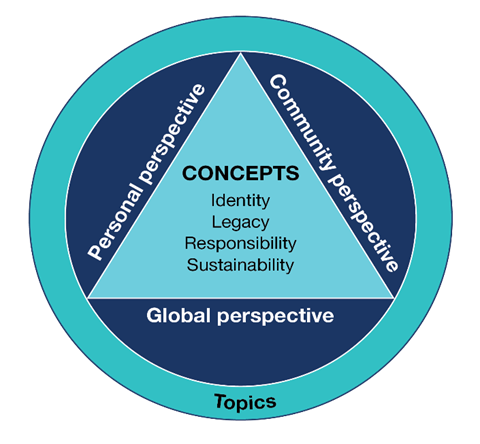 Personal perspective
Community perspective
CONCEPTS
Identity
Legacy
Responsibility
Sustainability
Global perspective
Topics